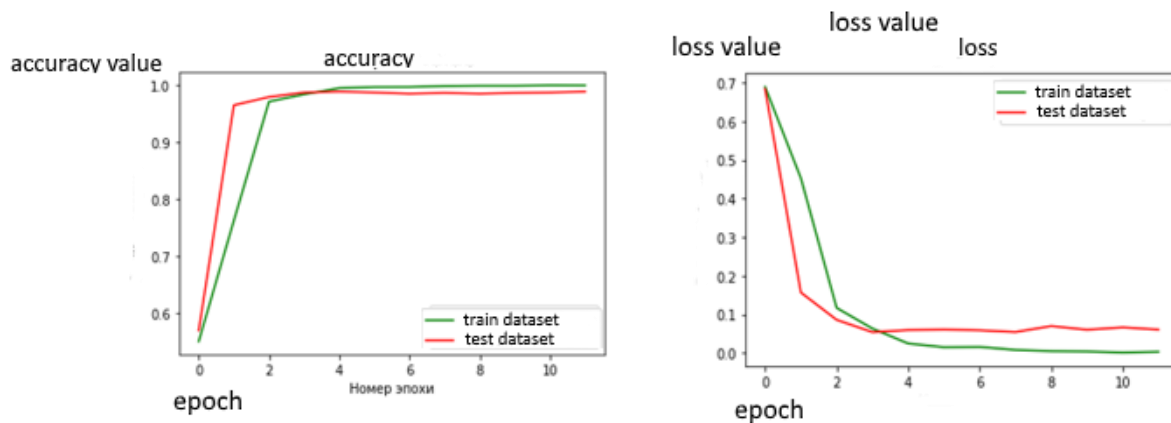 accuracy value
accuracy
1.0
0.9
0.8
0.7
0.6
train dataset
test dataset
0 2 4 6 8 10
Номер эпохи
epoch
loss value
loss value
loss
0.7
0.6
0.5
0.4
0.3
0.2
0.1
0.0
train dataset
test dataset
0 2 4 6 8 10
epoch